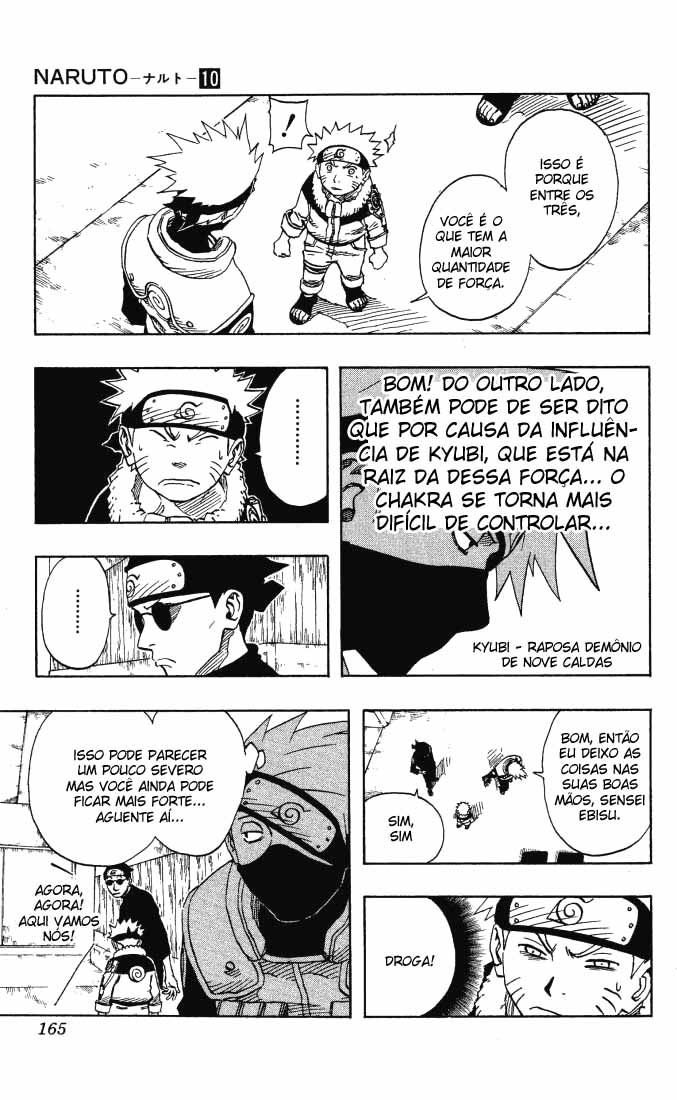 NARUTO—ナルト—10
!
ISSO É
PORQUE
ENTRE OS
TRÊS,
VOCÊ É O
QUE TEM A
MAIOR
QUANTIDADE
DE FORÇA.
BOM! DO OUTRO LADO,
TAMBÉM PODE DE SER DITO
QUE POR CAUSA DA INFLUÊN-
CIA DE KYUBI, QUE ESTÁ NA
RAIZ DA DESSA FORÇA... O
CHAKRA SE TORNA MAIS
DIFÍCIL DE CONTROLAR...
KYUBI - RAPOSA DEMÔNIO
DE NOVE CALDAS
.........
.........
BOM, ENTÃO
EU DEIXO AS
COISAS NAS
SUAS BOAS
MÃOS, SENSEI
EBISU.
SIM,
SIM
ISSO PODE PARECER
UM POUCO SEVERO
MAS VOCÊ AINDA PODE
FICAR MAIS FORTE...
AGUENTE AÍ...
AGORA,
AGORA!
AQUI VAMOS
NÓS!
DROGA!
165